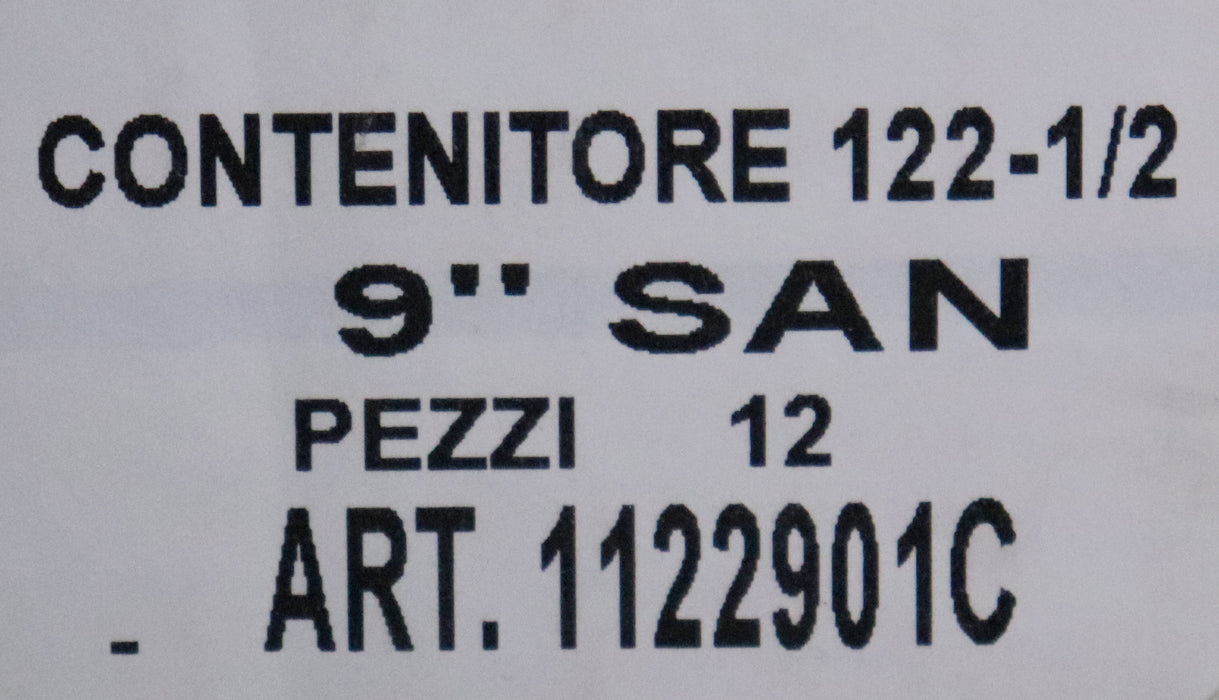 CONTENITORE 122-1/2
9" SAN
PEZZI 12
- ART. 1122901C